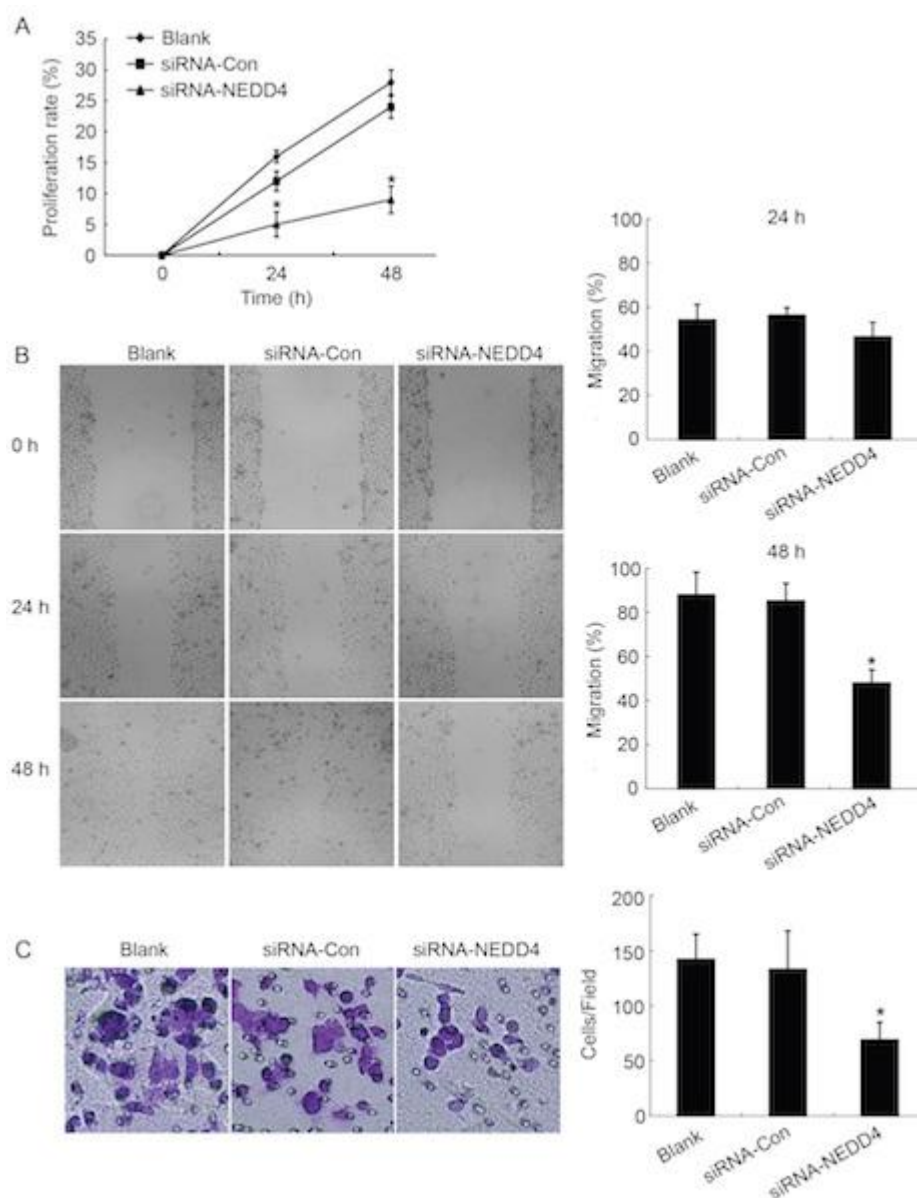 A
Blank
siRNA-Con
siRNA-NEDD4
Proliferation rate (%)
35
30
25
20
15
10
5
0
*
*
0 24 48
Time (h)
B
Blank siRNA-Con siRNA-NEDD4
0 h
24 h
48 h
24 h
Migration (%)
100
80
60
40
20
0
Blank siRNA-Con siRNA-NEDD4
48 h
Migration (%)
100
80
60
40
20
0
*
Blank siRNA-Con siRNA-NEDD4
C
Blank siRNA-Con siRNA-NEDD4
Cells/Field
200
150
100
50
0
*
Blank siRNA-Con siRNA-NEDD4